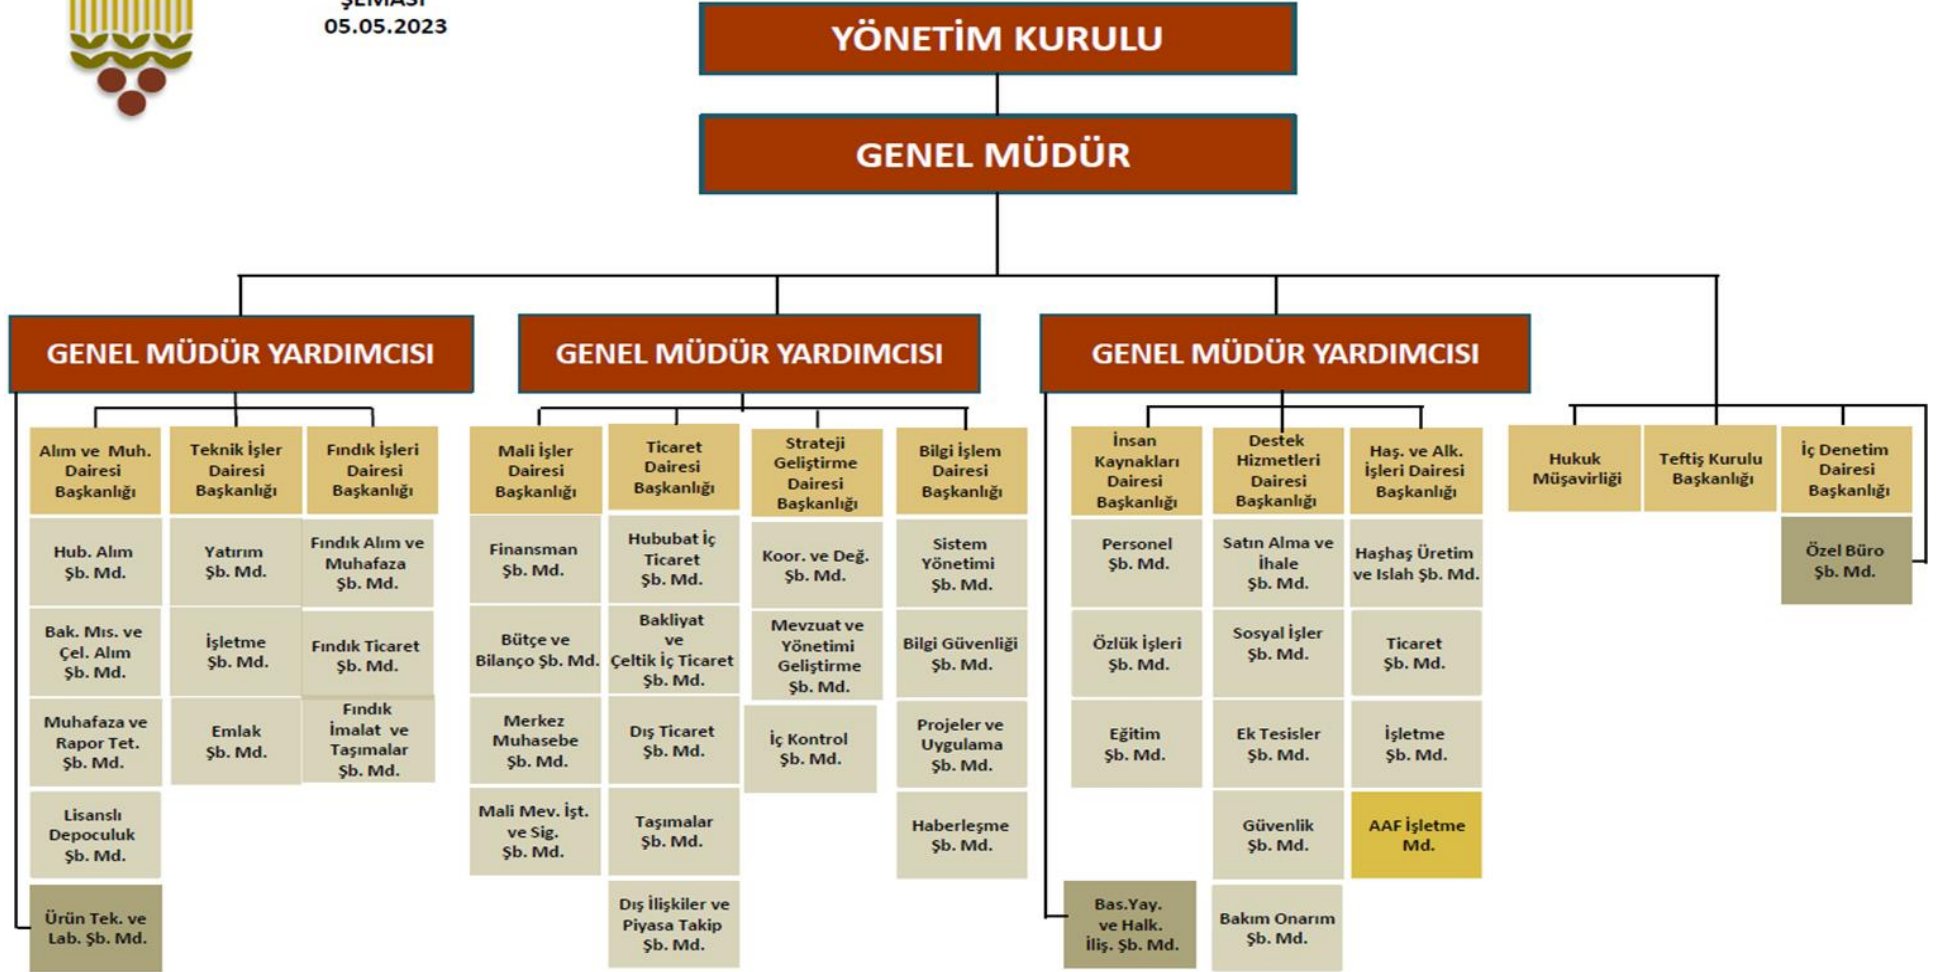 ŞEMASI
05.05.2023
YÖNETİM KURULU
GENEL MÜDÜR
GENEL MÜDÜR YARDIMCISI
Alım ve Muh.
Dairesi
Başkanlığı
Hub. Alım
Şb. Md.
Bak. Mıs. ve
Çel. Alım
Şb. Md.
Muhafaza ve
Rapor Tet.
Şb. Md.
Lisanslı
Depoculuk
Şb. Md.
Ürün Tek. ve
Lab. Şb. Md.
Teknik İşler
Dairesi
Başkanlığı
Yatırım
Şb. Md.
İşletme
Şb. Md.
Emlak
Şb. Md.
Fındık İşleri
Dairesi
Başkanlığı
Fındık Alım ve
Muhafaza
Şb. Md.
Fındık Ticaret
Şb. Md.
Fındık
İmalat ve
Taşımalar
Şb. Md.
GENEL MÜDÜR YARDIMCISI
Mali İşler
Dairesi
Başkanlığı
Finansman
Şb. Md.
Bütçe ve
Bilanço Şb. Md.
Merkez
Muhasebe
Şb. Md.
Mali Mev. İşt.
ve Sig.
Şb. Md.
Ticaret
Dairesi
Başkanlığı
Hububat İç
Ticaret
Şb. Md.
Bakliyat
ve
Çeltik İç Ticaret
Şb. Md.
Dış Ticaret
Şb. Md.
Taşımalar
Şb. Md.
Dış İlişkiler ve
Piyasa Takip
Şb. Md.
Strateji
Geliştirme
Dairesi
Başkanlığı
Koor. ve Değ.
Şb. Md.
Mevzuat ve
Yönetimi
Geliştirme
Şb. Md.
İç Kontrol
Şb. Md.
Bilgi İşlem
Dairesi
Başkanlığı
Sistem
Yönetimi
Şb. Md.
Bilgi Güvenliği
Şb. Md.
Projeler ve
Uygulama
Şb. Md.
Haberleşme
Şb. Md.
GENEL MÜDÜR YARDIMCISI
İnsan
Kaynakları
Dairesi
Başkanlığı
Personel
Şb. Md.
Özlük İşleri
Şb. Md.
Eğitim
Şb. Md.
Bas.Yay.
ve Halk.
İliş. Şb. Md.
Destek
Hizmetleri
Dairesi
Başkanlığı
Satın Alma ve
İhale
Şb. Md.
Sosyal İşler
Şb. Md.
Ek Tesisler
Şb. Md.
Güvenlik
Şb. Md.
Bakım Onarım
Şb. Md.
Haş. ve Alk.
İşleri Dairesi
Başkanlığı
Haşhaş Üretim
ve Islah Şb. Md.
Ticaret
Şb. Md.
İşletme
Şb. Md.
AAF İşletme
Md.
Hukuk
Müşavirliği
Teftiş Kurulu
Başkanlığı
İç Denetim
Dairesi
Başkanlığı
Özel Büro
Şb. Md.